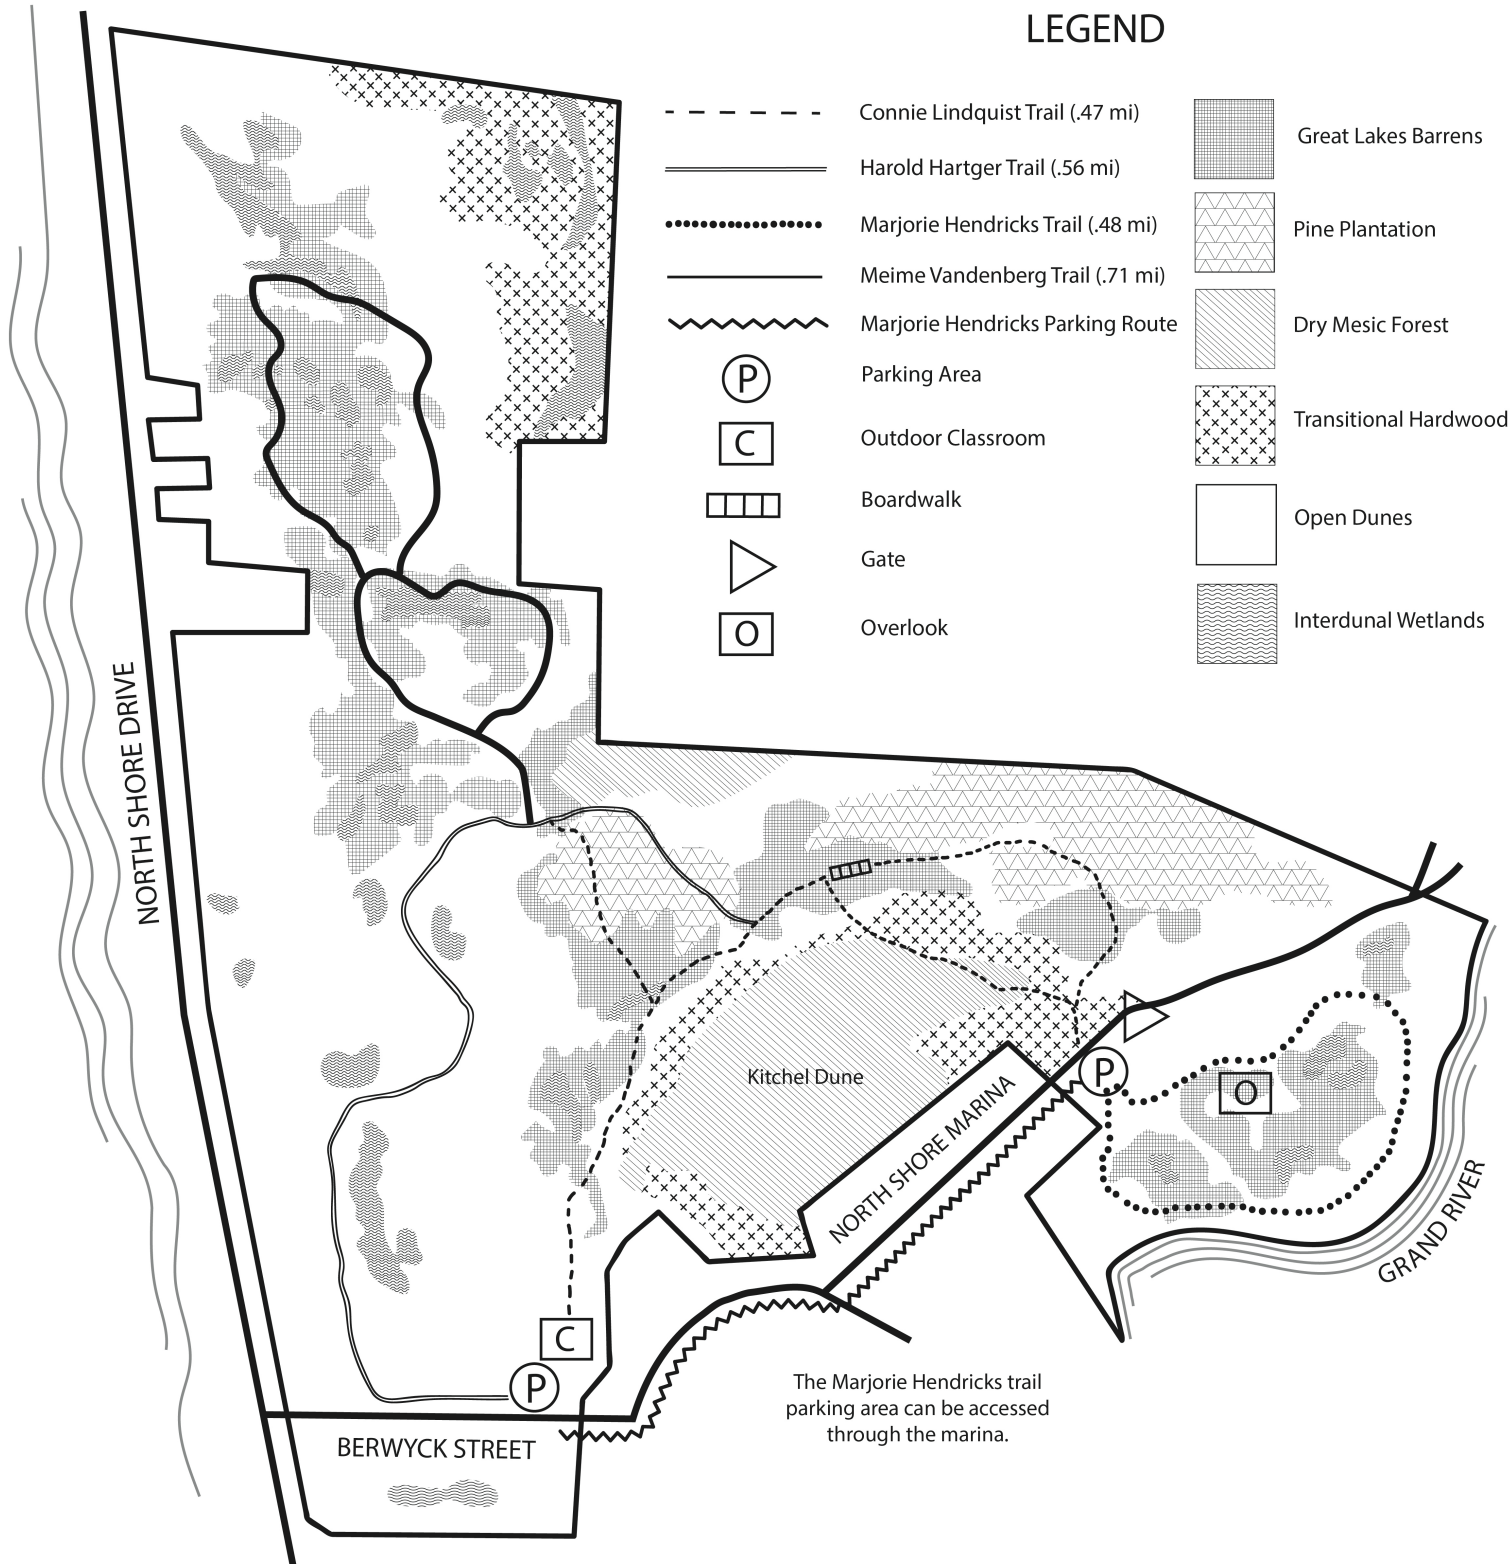 LEGEND
Connie Lindquist Trail (.47 mi)
Harold Hartger Trail (.56 mi)
Marjorie Hendricks Trail (.48 mi)
Meime Vandenberg Trail (.71 mi)
Marjorie Hendricks Parking Route
P
Parking Area
C
Outdoor Classroom
Boardwalk
Gate
O
Overlook
Great Lakes Barrens
Pine Plantation
Dry Mesic Forest
Transitional Hardwood
Open Dunes
Interdunal Wetlands
NORTH SHORE DRIVE
Kitchel Dune
P
O
NORTH SHORE MARINA
GRAND RIVER
C
P
The Marjorie Hendricks trail
parking area can be accessed
through the marina.
BERWYCK STREET